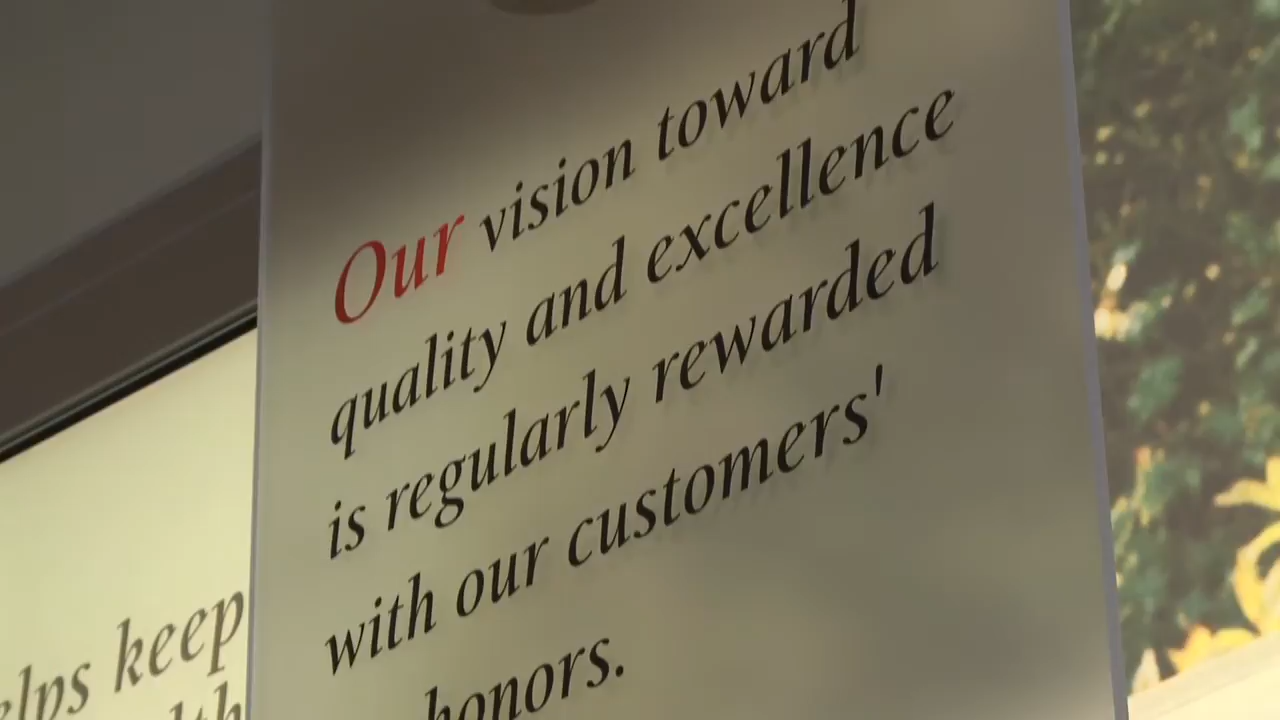 Our vision toward
quality and excellence
is regularly rewarded
with our customers'
honors.
keep